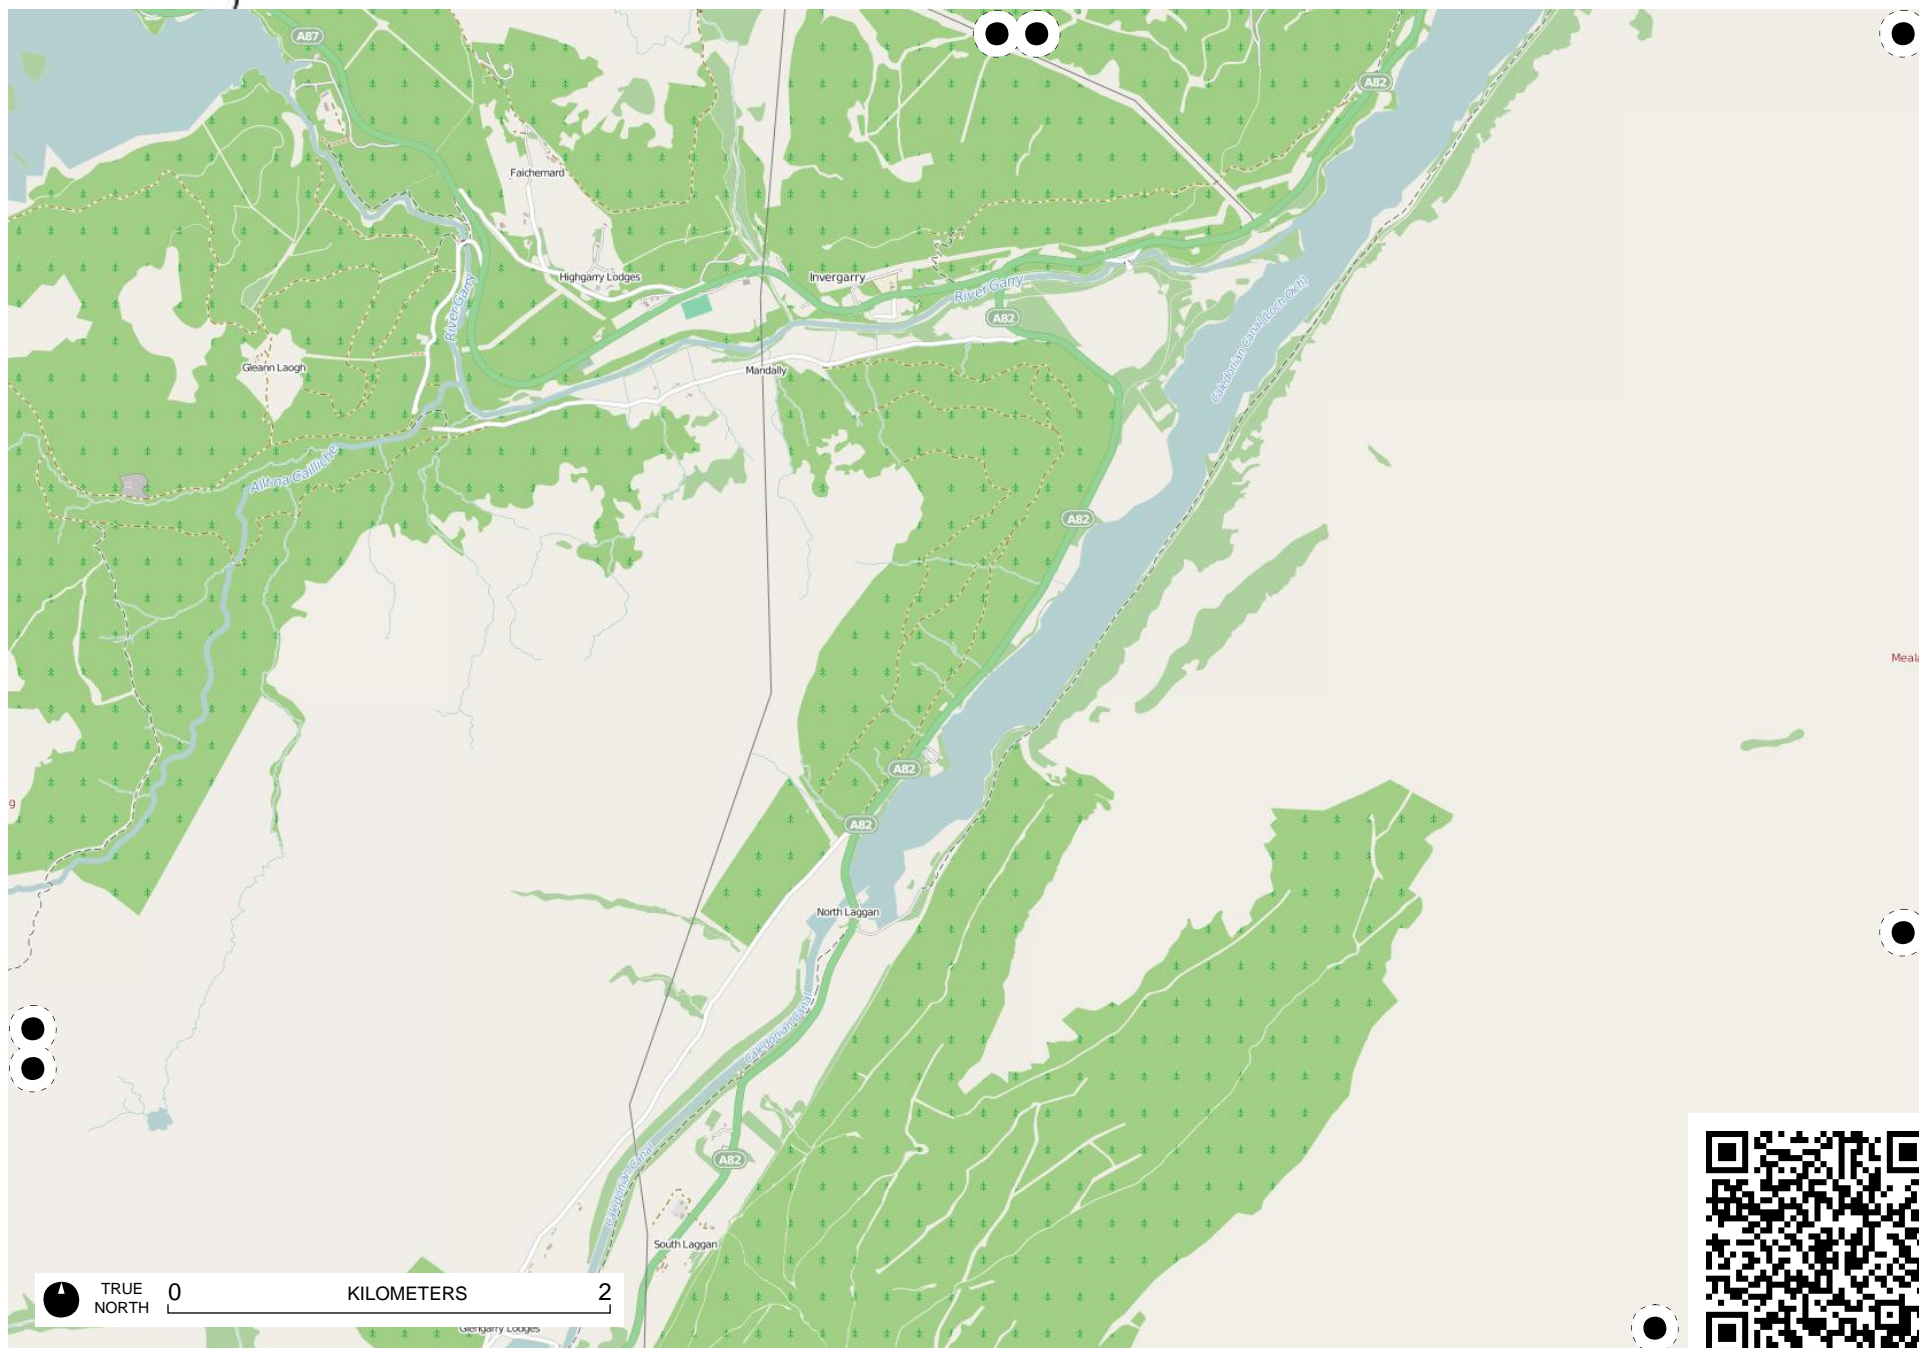 A87
A82
Faichemard
Highgarry Lodges
Invergarry
River Garry
River Garry
A82
Caledonian Canal (Loch Oich)
Gleann Laogh
Mandally
Allt na Cailliche
A82
A82
A82
North Laggan
Caledonian Canal
Caledonian Canal
A82
South Laggan
TRUE
NORTH
0 KILOMETERS 2
Glengarry Lodges